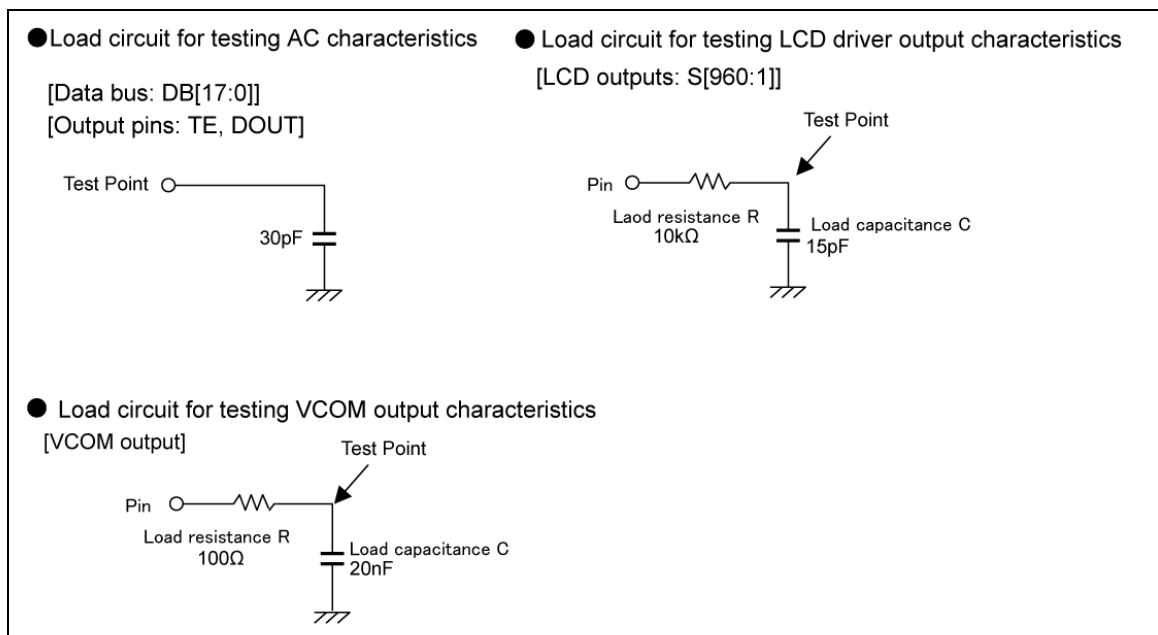 ●Load circuit for testing AC characteristics
[Data bus: DB[17:0]]
[Output pins: TE, DOUT]
Test Point
30pF
● Load circuit for testing LCD driver output characteristics
[LCD outputs: S[960:1]]
Test Point
Pin
Laod resistance R
10kΩ
Load capacitance C
15pF
● Load circuit for testing VCOM output characteristics
[VCOM output]
Test Point
Pin
Load resistance R
100Ω
Load capacitance C
20nF